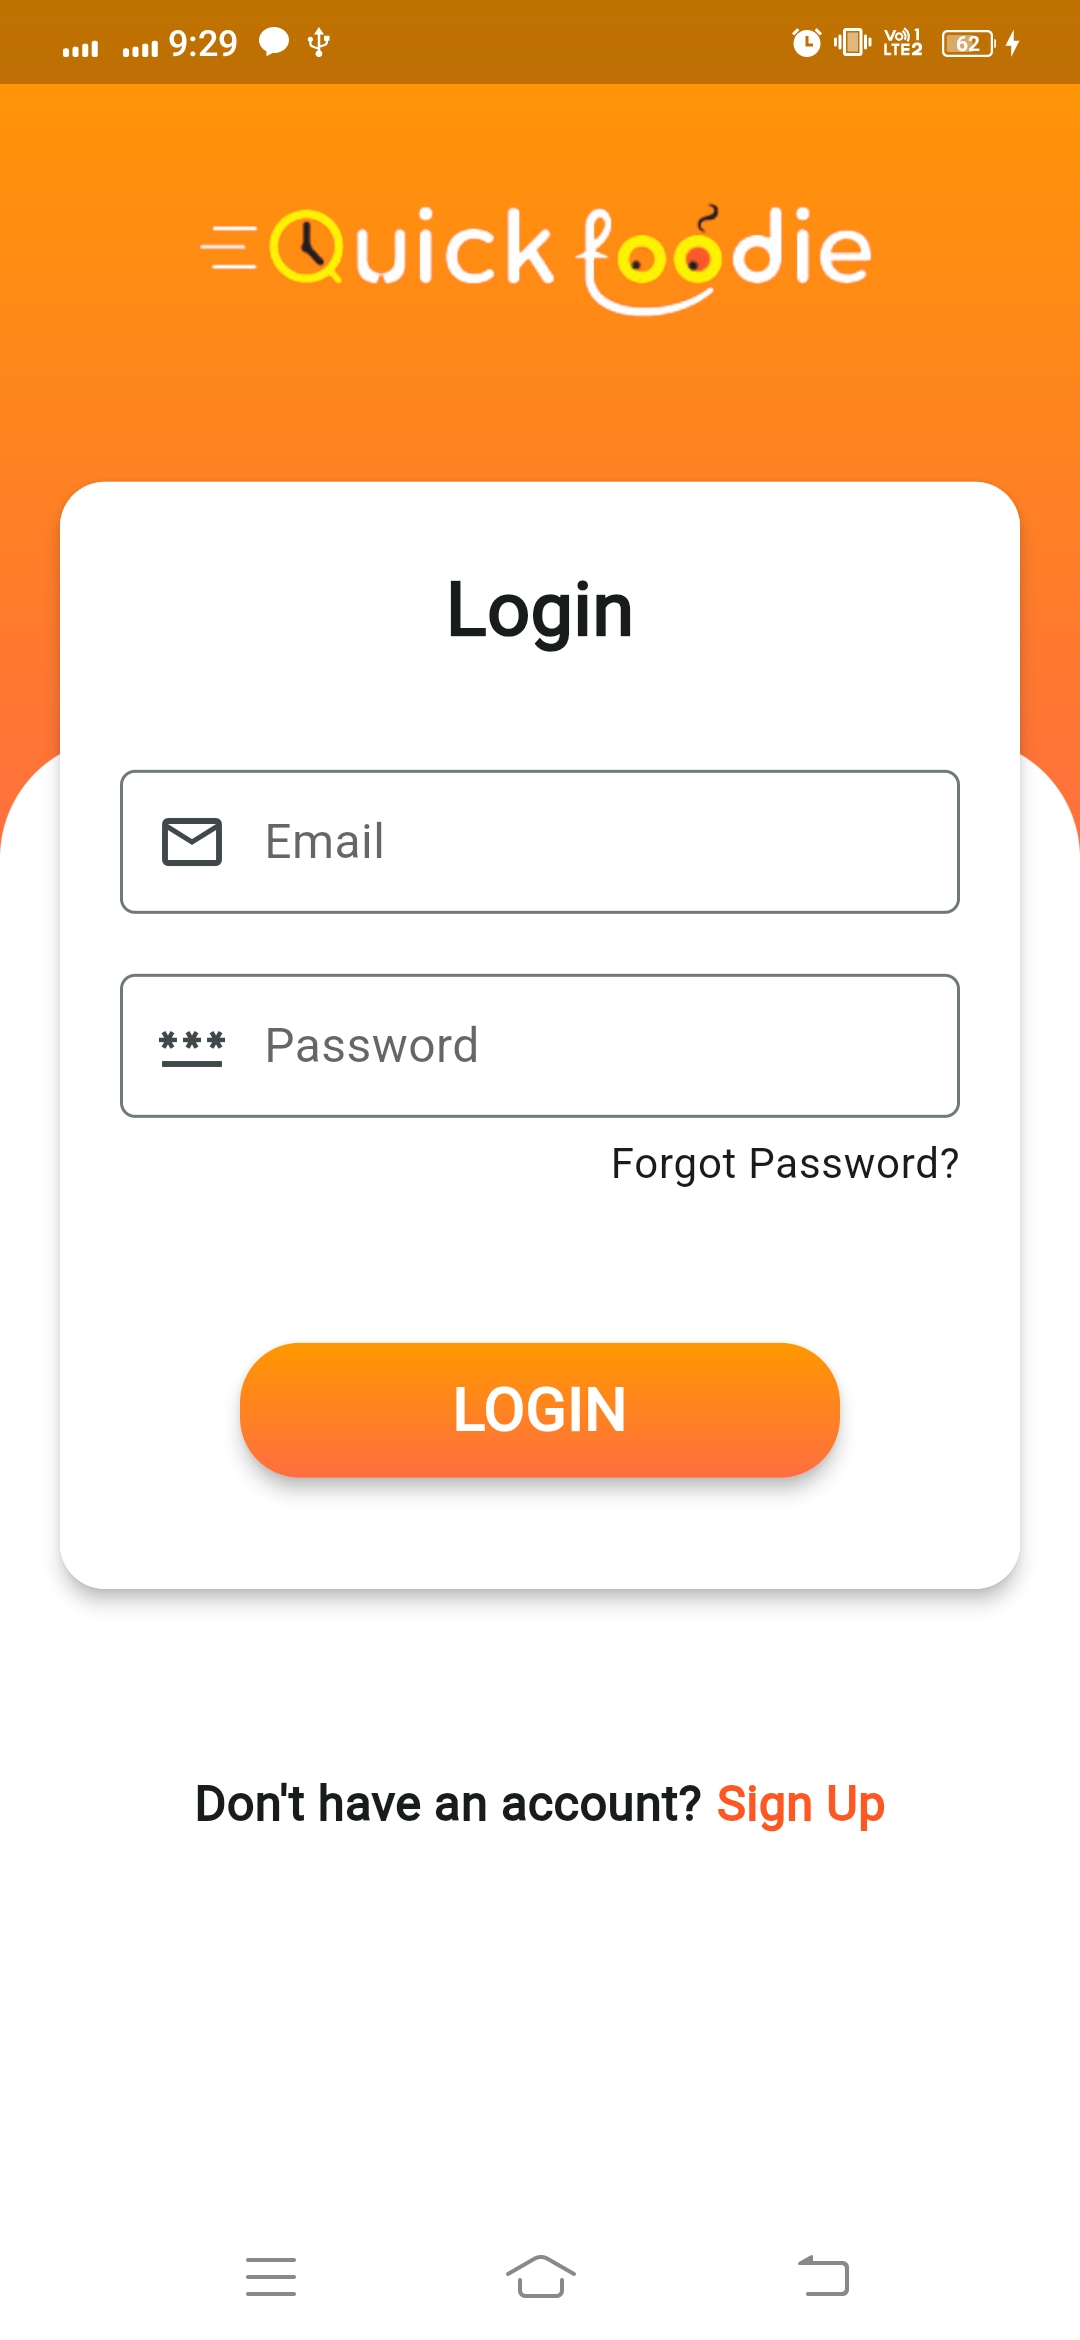 9:29 Vo)) 1 LTE2 62
Quick foodie
Login
Email
*** Password
Forgot Password?
LOGIN
Don't have an account? Sign Up